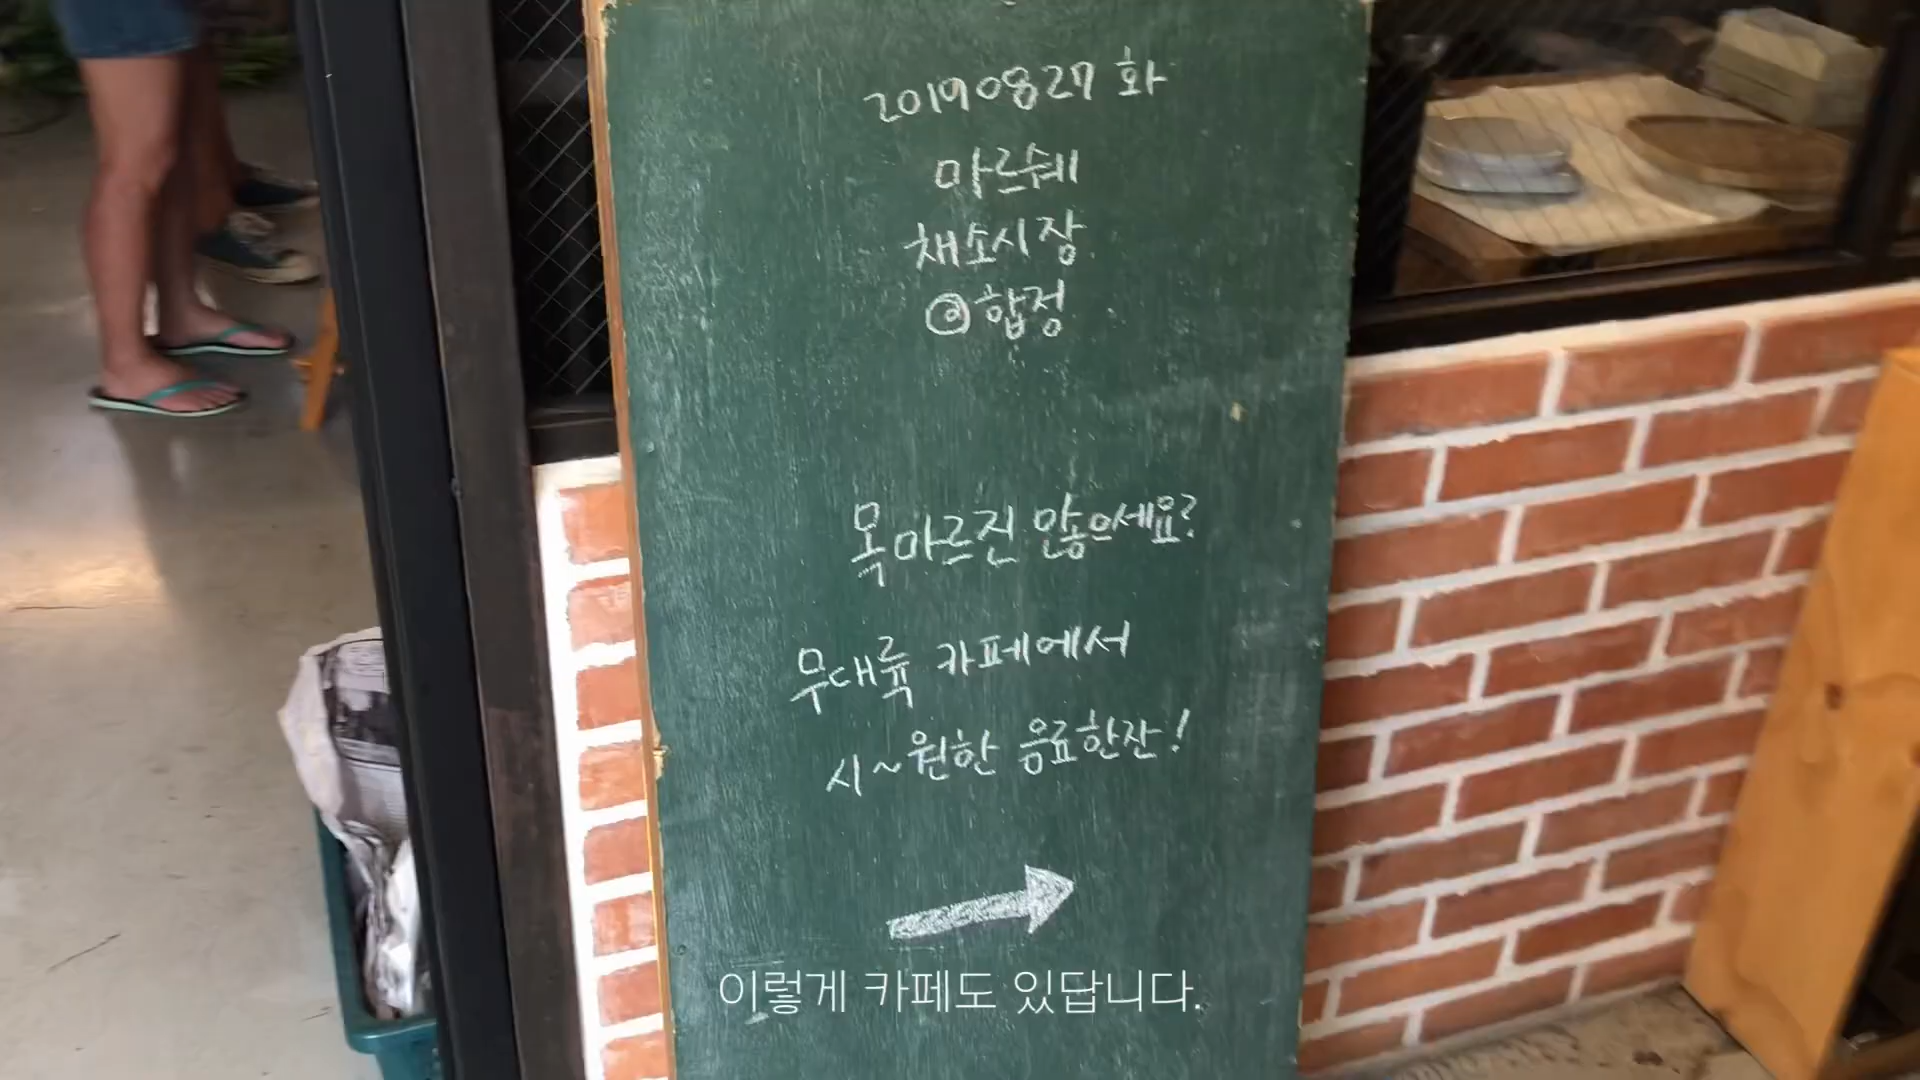 20190827 화
마르쉐
채소시장
@합정
목마르진 않으세요?
무대륙 카페에서
시~원한 음료한잔!
이렇게 카페도 있답니다.